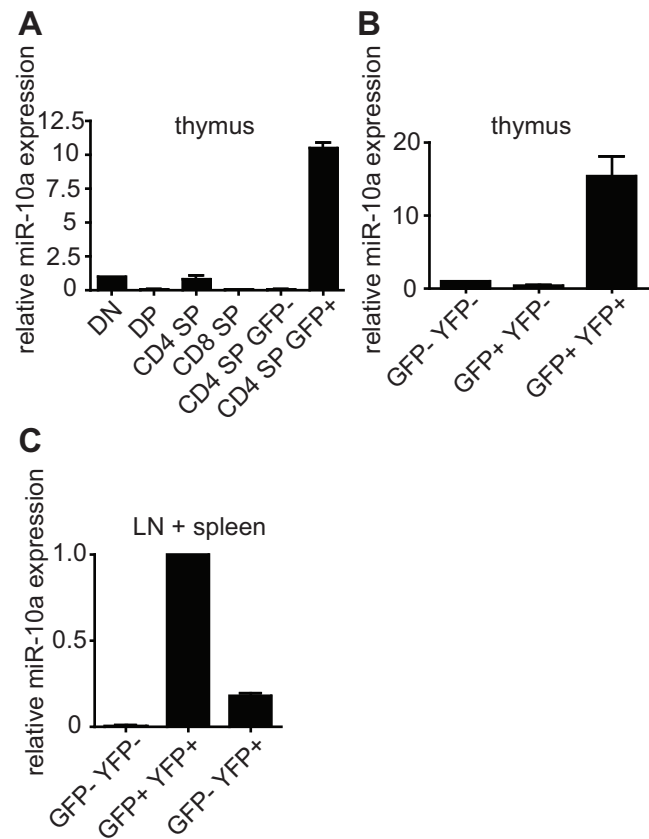 A
relative miR-10a expression
thymus
12.5
10
7.5
5
2.5
0
DN
DP
CD4 SP
CD8 SP
CD4 SP GFP-
CD4 SP GFP+
B
relative miR-10a expression
thymus
20
10
0
GFP- YFP-
GFP+ YFP-
GFP+ YFP+
C
relative miR-10a expression
LN + spleen
1.0
0.5
0
GFP- YFP-
GFP+ YFP+
GFP- YFP+